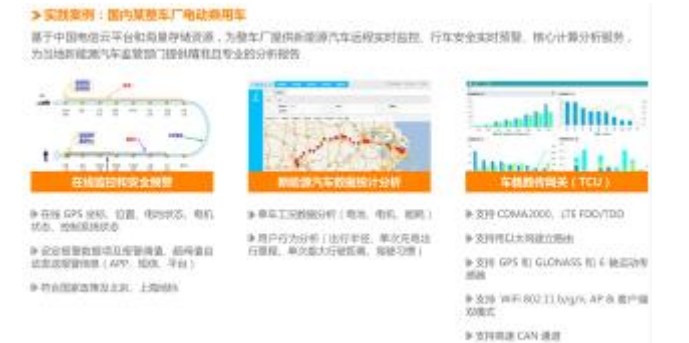 实践案例：国内某整车厂电动商用车
基于中国电信云平台和海量存储资源，为整车厂提供新能源汽车远程实时监控、行车安全实时预警、核心计算分析服务，
为当地新能源汽车监管部门提供精准且专业的分析报告
在线监控和安全预警
新能源汽车数据统计分析
车载数传网关（TCU）
在线 GPS 坐标、位置、电池状态、电机
状态、控制系统状态
设定报警数据项及报警阈值，超阈值自
动发送报警信息（APP、短信、平台）
符合国家政策及北京、上海地标
单车工况数据分析（电池、电机、能耗）
用户行为分析（出行半径、单次充电出
行里程、单次最大行驶距离、驾驶习惯）
支持 CDMA2000、LTE FDD/TDD
支持用以太网建立路由
支持 GPS 和 GLONASS 和 6 轴运动传
感器
支持 WiFi 802.11 b/g/n, AP & 客户端
双模式
支持高速 CAN 通道